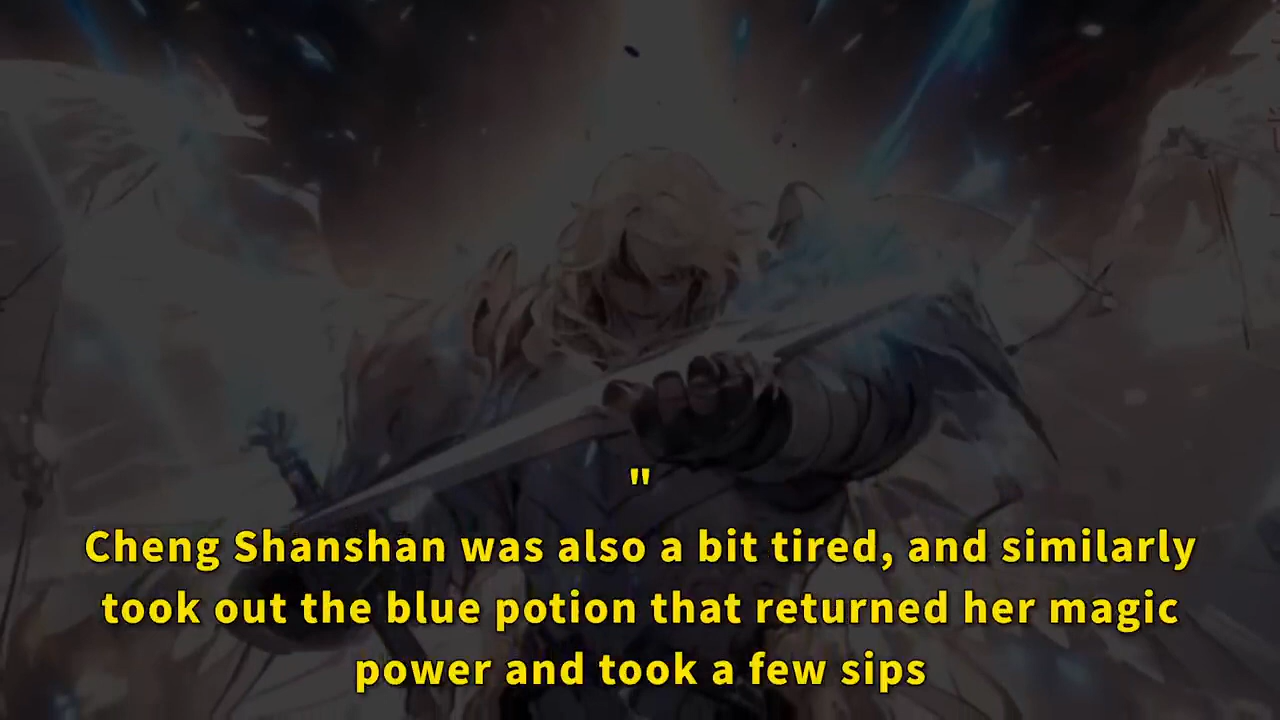 "
Cheng Shanshan was also a bit tired, and similarly
took out the blue potion that returned her magic
power and took a few sips